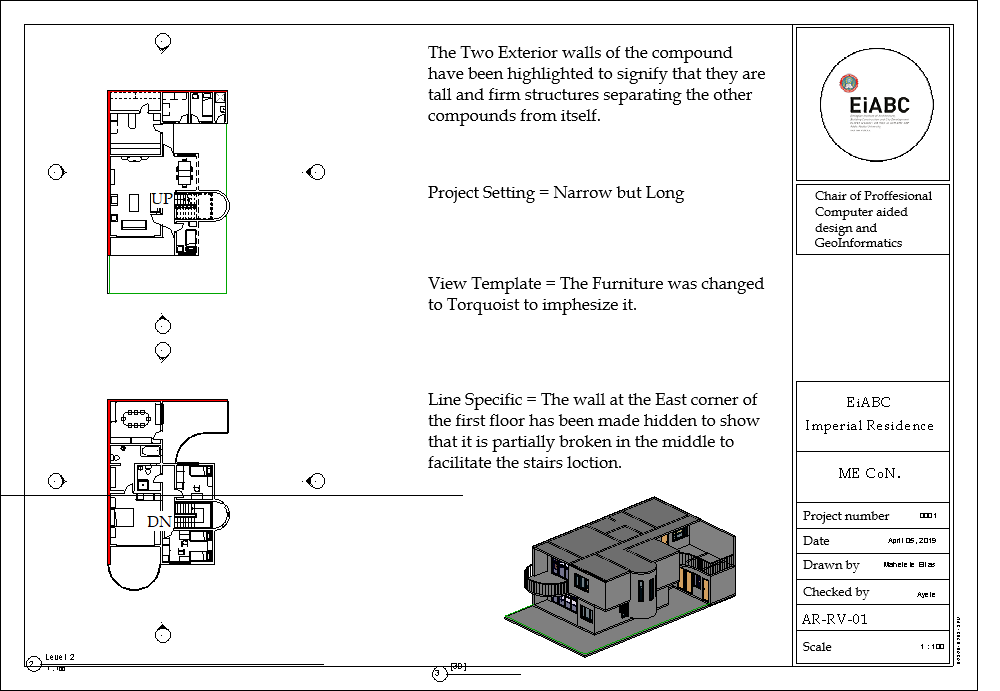 The Two Exterior walls of the compound
have been highlighted to signify that they are
tall and firm structures separating the other
compounds from itself.
Project Setting = Narrow but Long
View Template = The Furniture was changed
to Torquoist to imphesize it.
Line Specific = The wall at the East corner of
the first floor has been made hidden to show
that it is partially broken in the middle to
facilitate the stairs loction.
UP
DN
2
Level 2
1 : 100
3
{3D}
EiABC
Chair of Proffesional
Computer aided
design and
GeoInformatics
EiABC
Imperial Residence
ME CoN.
Project number 0001
Date April 05, 2019
Drawn by Elias
Checked by Ayele
AR-RV-01
Scale 1 : 100